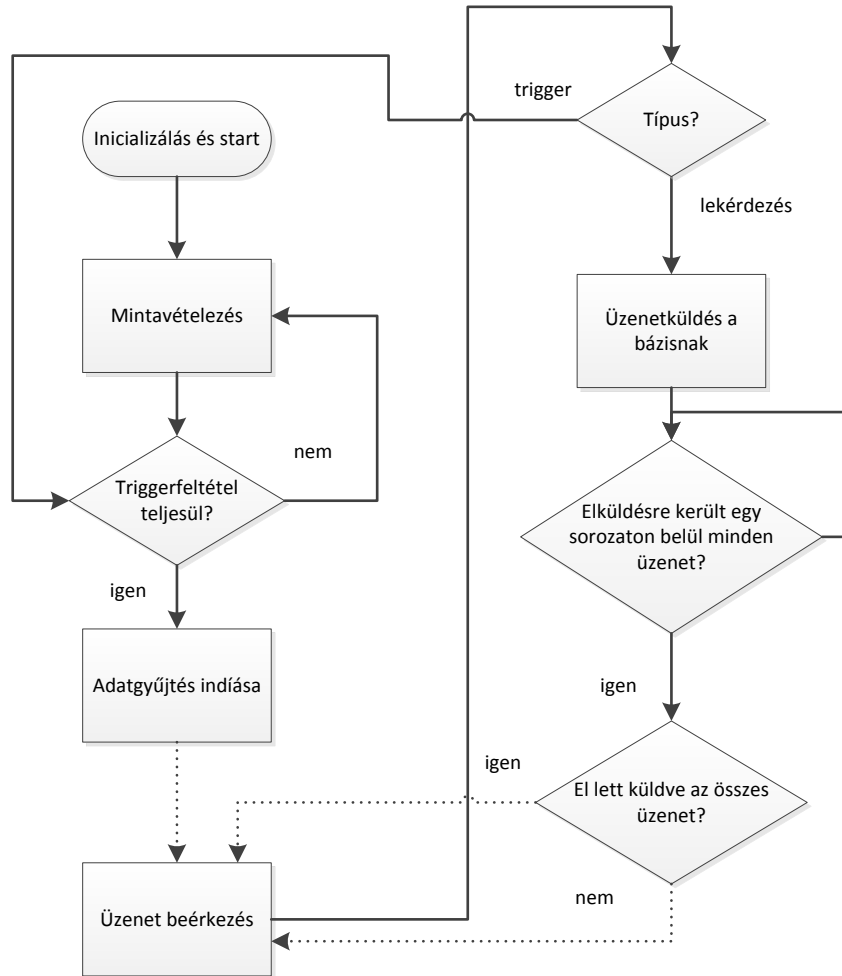 trigger
Típus?
Inicializálás és start
lekérdezés
Mintavételezés
Üzenetküldés a
bázisnak
nem
Triggerfeltétel
teljesül?
Elküldésre került egy
sorozaton belül minden
üzenet?
igen
Adatgyűjtés indíása
igen
igen
El lett küldve az összes
üzenet?
nem
Üzenet beérkezés